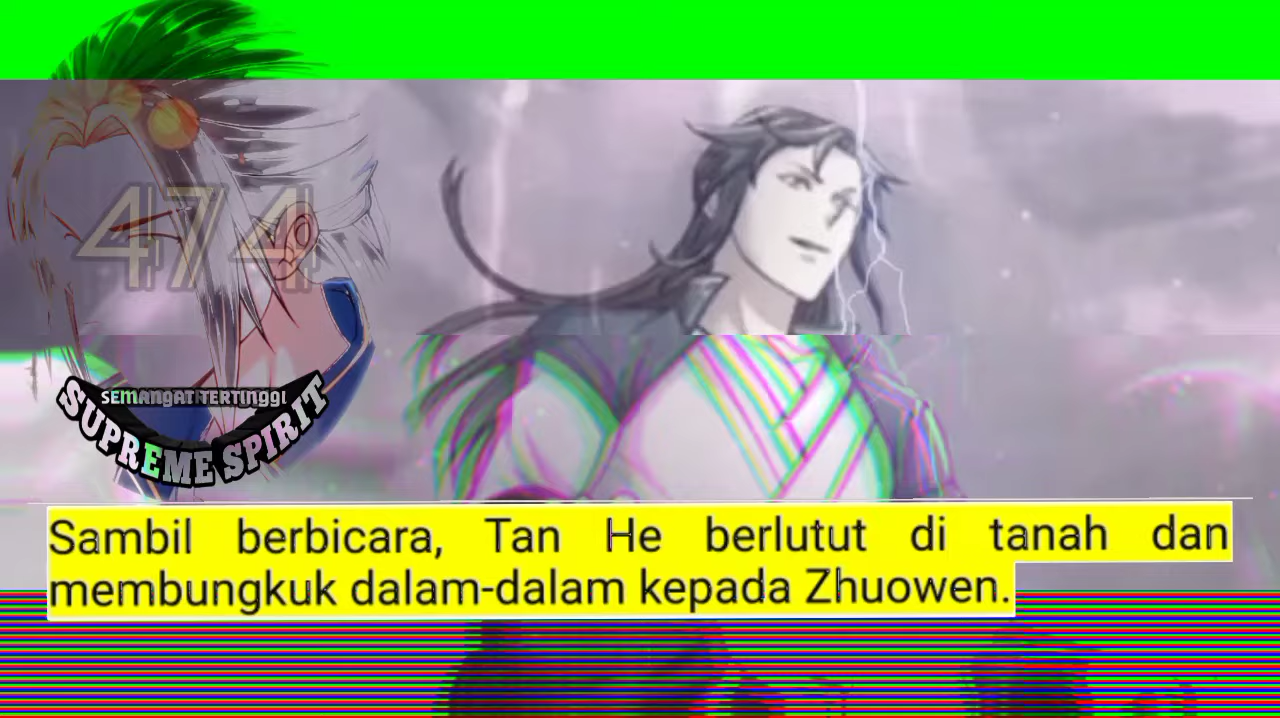 474
SEMANGAT TERTINGGI
SUPREME SPIRIT
Sambil berbicara, Tan He berlutut di tanah dan
membungkuk dalam-dalam kepada Zhuowen.